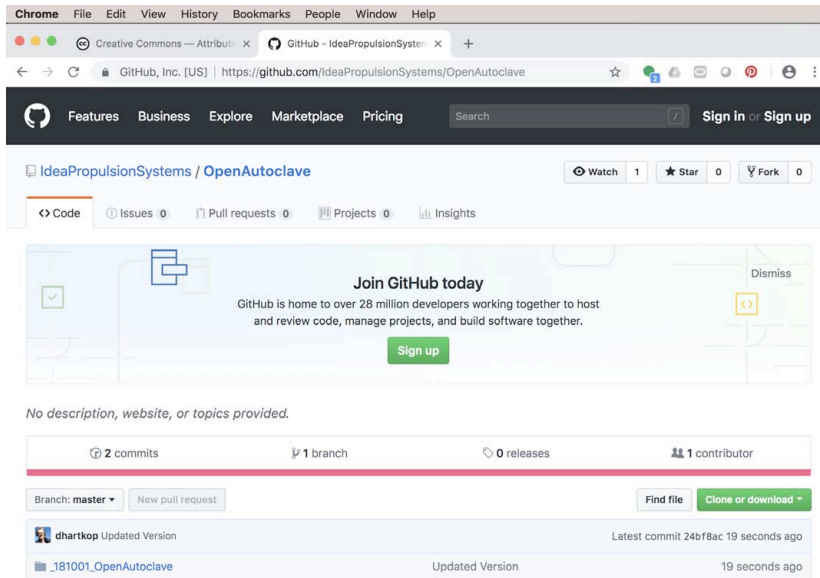 Chrome File Edit View History Bookmarks People Window Help
Creative Commons — Attributi × GitHub - IdeaPropulsionSystem × +
GitHub, Inc. [US] | https://github.com/IdeaPropulsionSystems/OpenAutoclave
2
Features Business Explore Marketplace Pricing Search / Sign in or Sign up
IdeaPropulsionSystems / OpenAutoclave Watch 1 Star 0 Fork 0
Code Issues 0 Pull requests 0 Projects 0 Insights
Join GitHub today Dismiss
GitHub is home to over 28 million developers working together to host
and review code, manage projects, and build software together.
Sign up
No description, website, or topics provided.
2 commits 1 branch 0 releases 1 contributor
Branch: master New pull request Find file Clone or download
dhartkop Updated Version Latest commit 24bf8ac 19 seconds ago
_181001_OpenAutoclave Updated Version 19 seconds ago